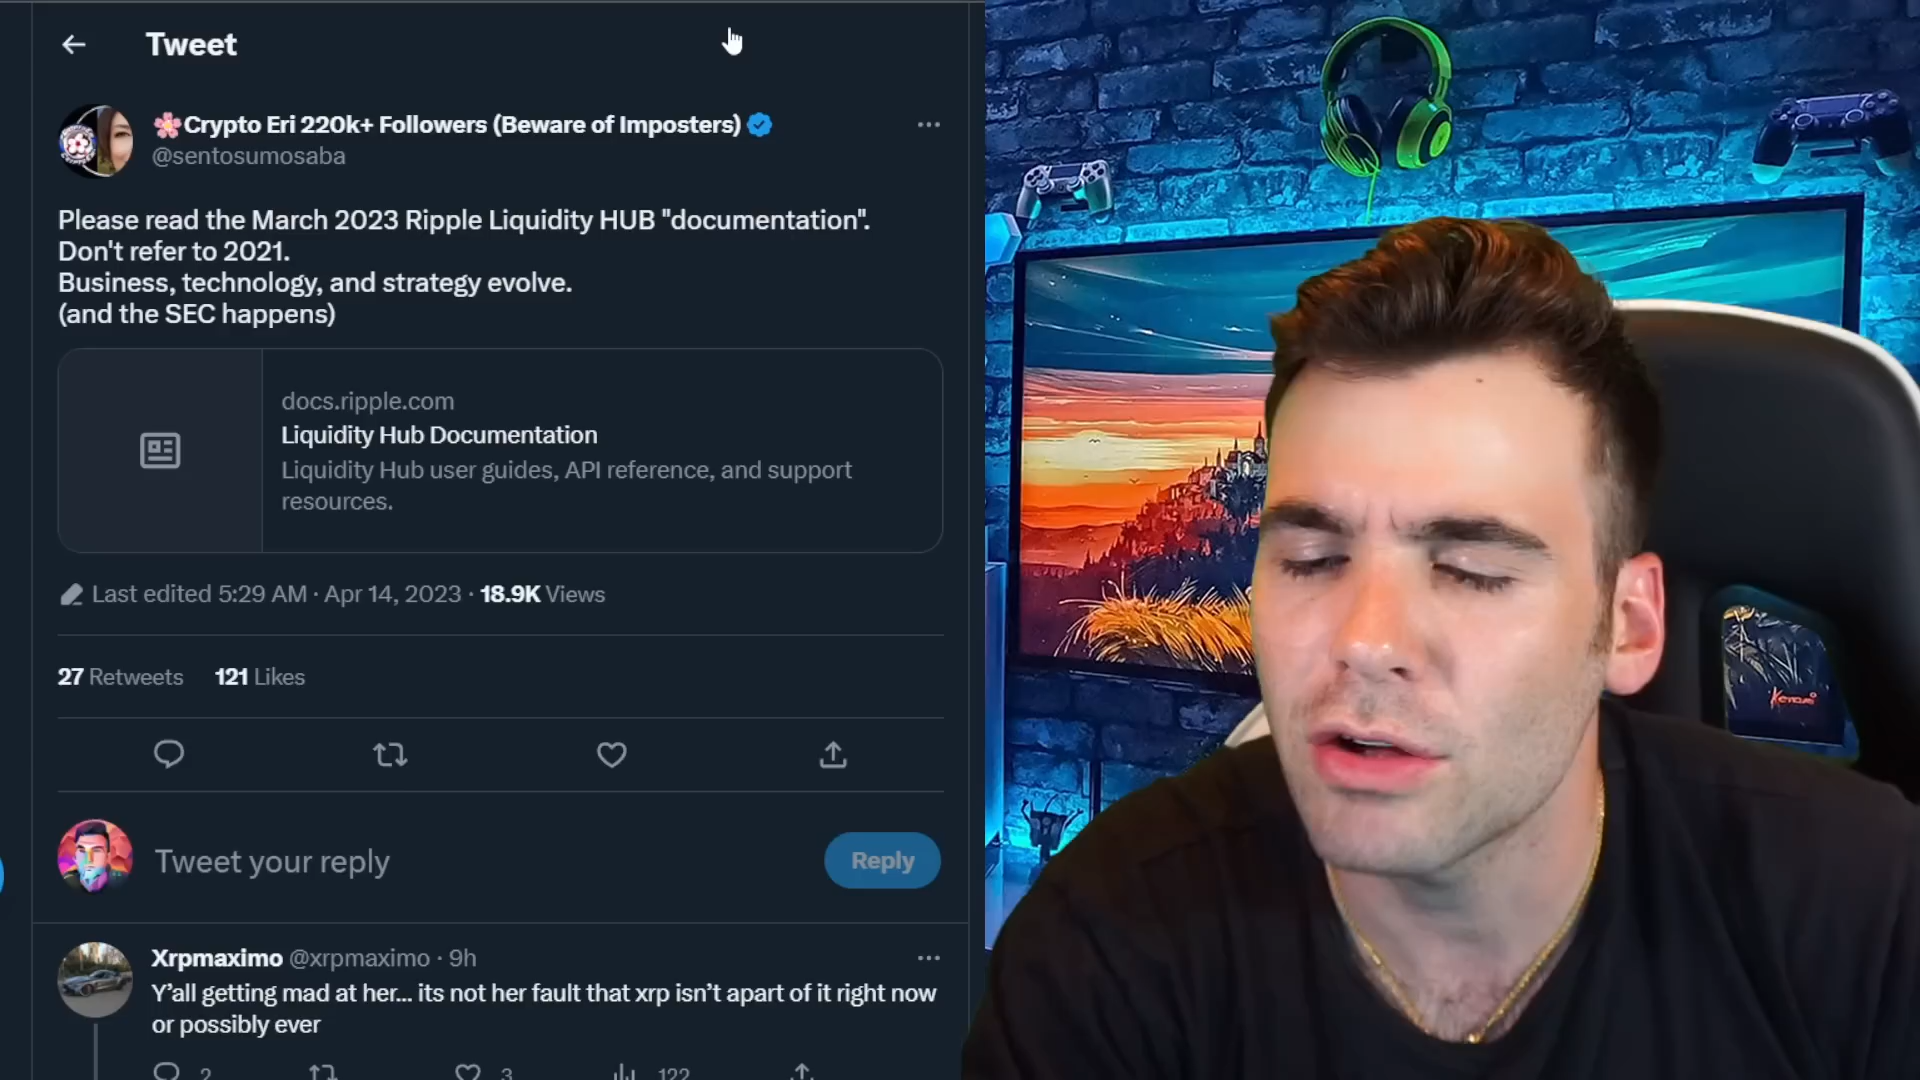 Tweet
🌸Crypto Eri 220k+ Followers (Beware of Imposters)
@sentosumosaba
Please read the March 2023 Ripple Liquidity HUB "documentation".
Don't refer to 2021.
Business, technology, and strategy evolve.
(and the SEC happens)
docs.ripple.com
Liquidity Hub Documentation
Liquidity Hub user guides, API reference, and support
resources.
Last edited 5:29 AM · Apr 14, 2023 · 18.9K Views
27 Retweets 121 Likes
Tweet your reply
Reply
Xrpmaximo @xrpmaximo · 9h
Y'all getting mad at her... its not her fault that xrp isn't apart of it right now
or possibly ever
2 3 122